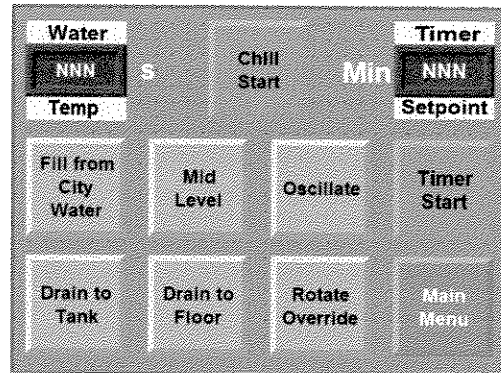 Water
NNN
Temp
S
Chill
Start
Min
Timer
NNN
Setpoint
Fill from
City
Water
Mid
Level
Oscillate
Timer
Start
Drain to
Tank
Drain to
Floor
Rotate
Override
Main
Menu